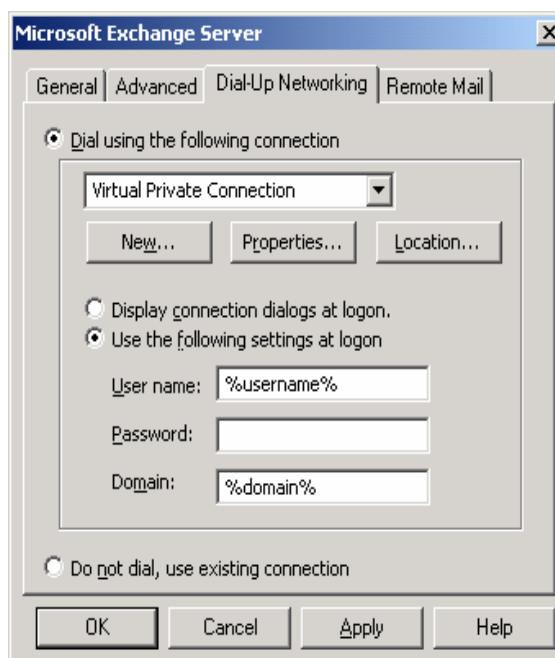 Microsoft Exchange Server
General Advanced Dial-Up Networking Remote Mail
Dial using the following connection
Virtual Private Connection
New... Properties... Location...
Display connection dialogs at logon.
Use the following settings at logon
User name: %username%
Password:
Domain: %domain%
Do not dial, use existing connection
OK Cancel Apply Help